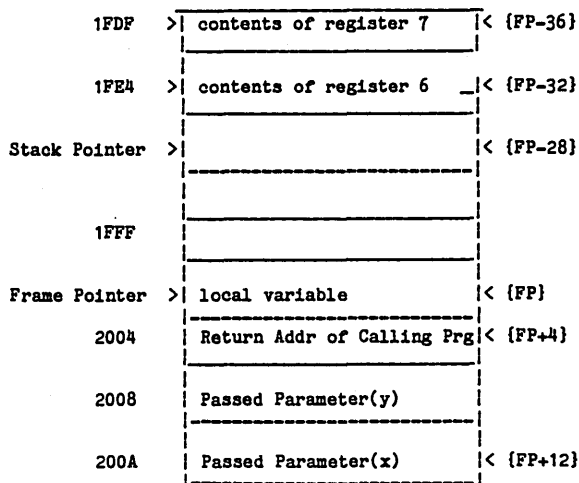 1FDF >| contents of register 7 |< {FP-36}
1FE4 >| contents of register 6 _|< {FP-32}
Stack Pointer >| |< {FP-28}
1FFF
Frame Pointer >| local variable |< {FP}
2004 | Return Addr of Calling Prg|< {FP+4}
2008 | Passed Parameter(y)
200A | Passed Parameter(x) |< {FP+12}